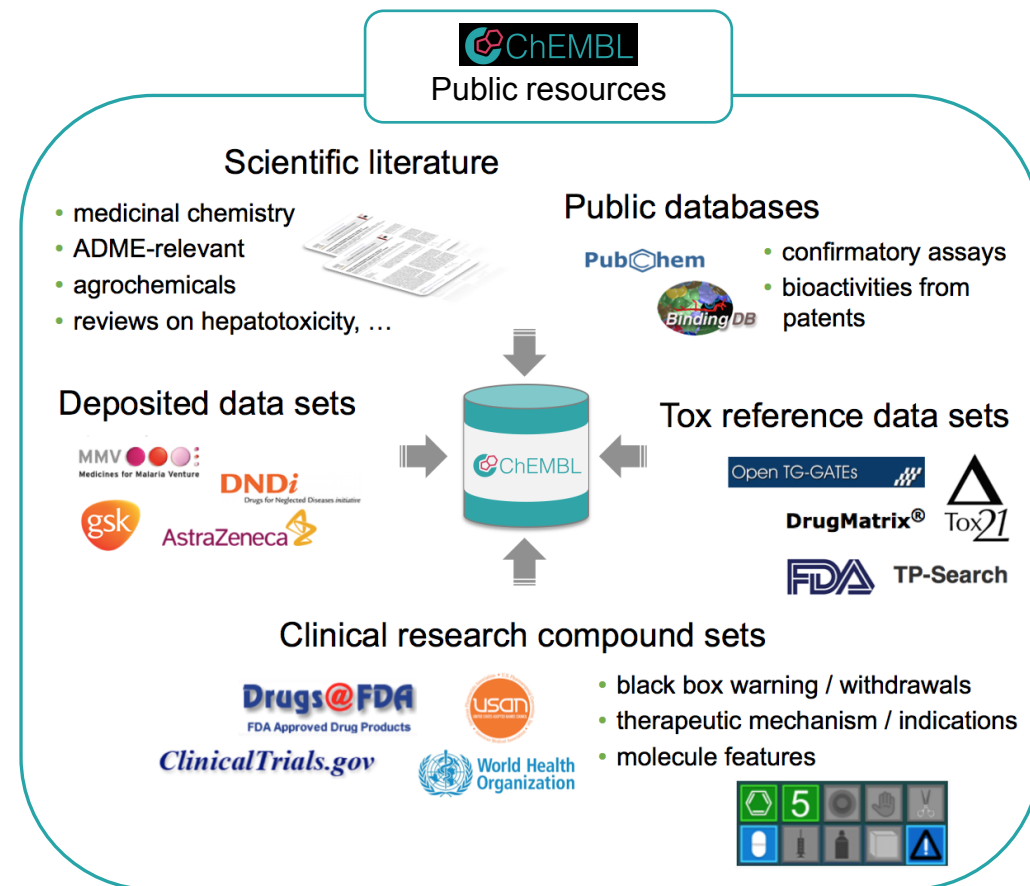 ChEMBL
Public resources
Scientific literature
• medicinal chemistry
• ADME-relevant
• agrochemicals
• reviews on hepatotoxicity, …
Public databases
PubChem
BindingDB
• confirmatory assays
• bioactivities from
patents
Deposited data sets
MMV
Medicines for Malaria Venture
DNDi
Drugs for Neglected Diseases initiative
gsk
AstraZeneca
ChEMBL
Tox reference data sets
Open TG-GATEs
DrugMatrix®
Tox21
FDA
TP-Search
Clinical research compound sets
Drugs@FDA
FDA Approved Drug Products
usan
ClinicalTrials.gov
World Health
Organization
• black box warning / withdrawals
• therapeutic mechanism / indications
• molecule features
5